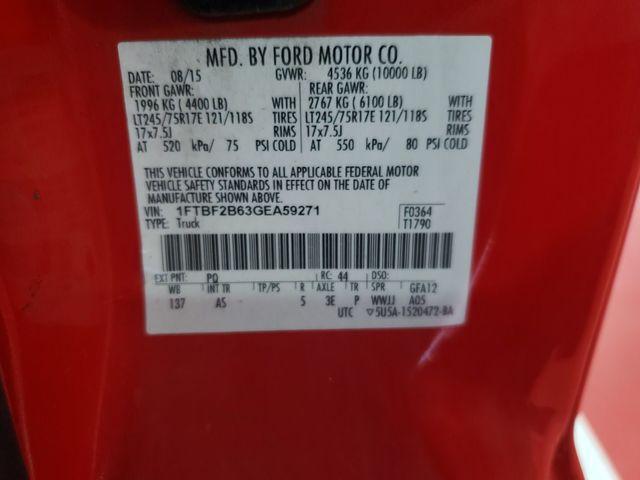 MFD. BY FORD MOTOR CO.
DATE: 08/15 GVWR: 4536 KG (10000 LB)
FRONT GAWR: REAR GAWR:
1996 KG ( 4400 LB) WITH 2767 KG ( 6100 LB) WITH
LT245/75R17E 121/118S TIRES LT245/75R17E 121/118S TIRES
17x7.5J RIMS 17x7.5J RIMS
AT 520 kPa/ 75 PSI COLD AT 550 kPa/ 80 PSI COLD
THIS VEHICLE CONFORMS TO ALL APPLICABLE FEDERAL MOTOR
VEHICLE SAFETY STANDARDS IN EFFECT ON THE DATE OF
MANUFACTURE SHOWN ABOVE.
VIN: 1FTBF2B63GEA59271 F0364
TYPE: Truck T1790
EXT PNT: PQ RC: 44 DSO:
WB INT TR TP/PS R AXLE TR SPR GFA12
137 AS 5 3E P WWJJ A05
UTC ▽5U5A-1520472-BA